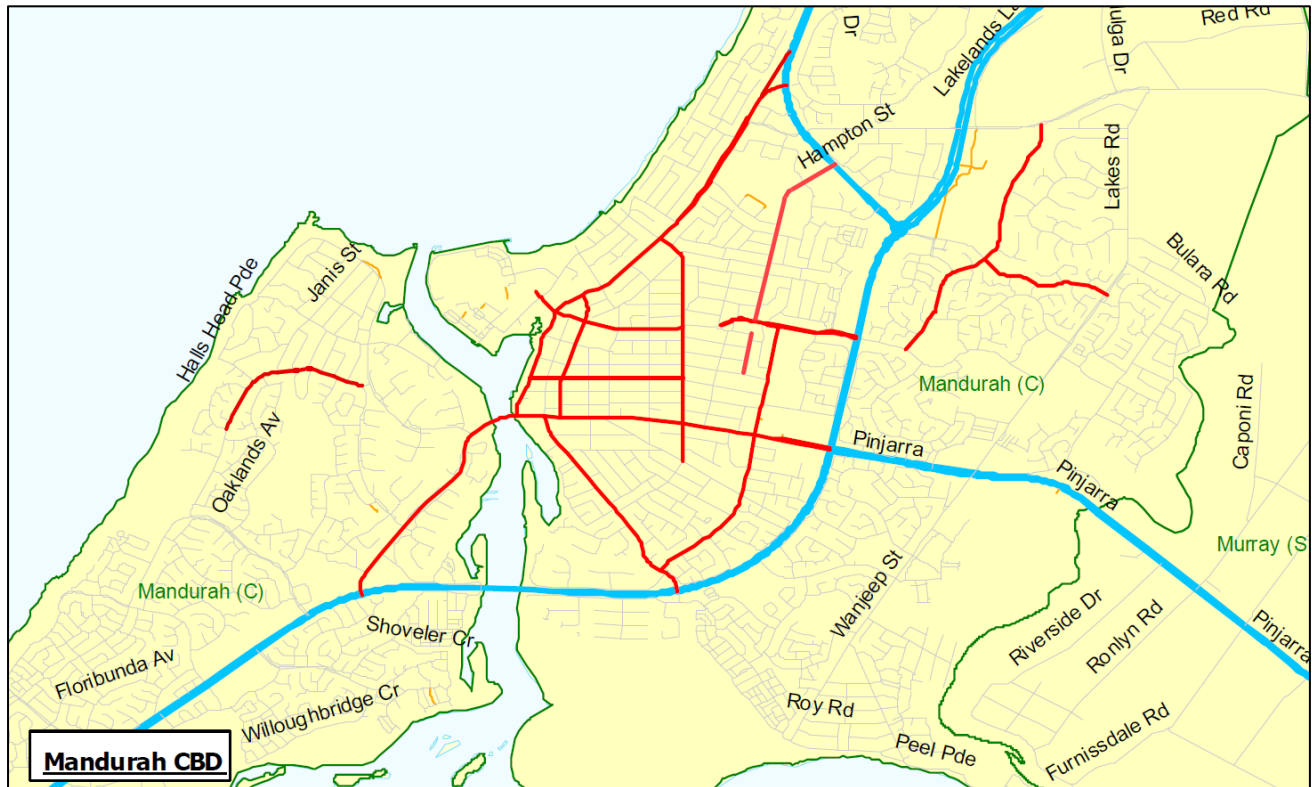 Dr
ulga Dr
Red Rd
Lakelands La
Hampton St
Lakes Rd
Bulara Rd
Janis St
Halls Head Pde
Oaklands Av
Mandurah (C)
Caponi Rd
Pinjarra
Pinjarra
Murray (S
Mandurah (C)
Wanjeep St
Riverside Dr
Ronlyn Rd
Pinjarra
Shoveler Cr
Floribunda Av
Willoughbridge Cr
Roy Rd
Peel Pde
Furnissdale Rd
Mandurah CBD